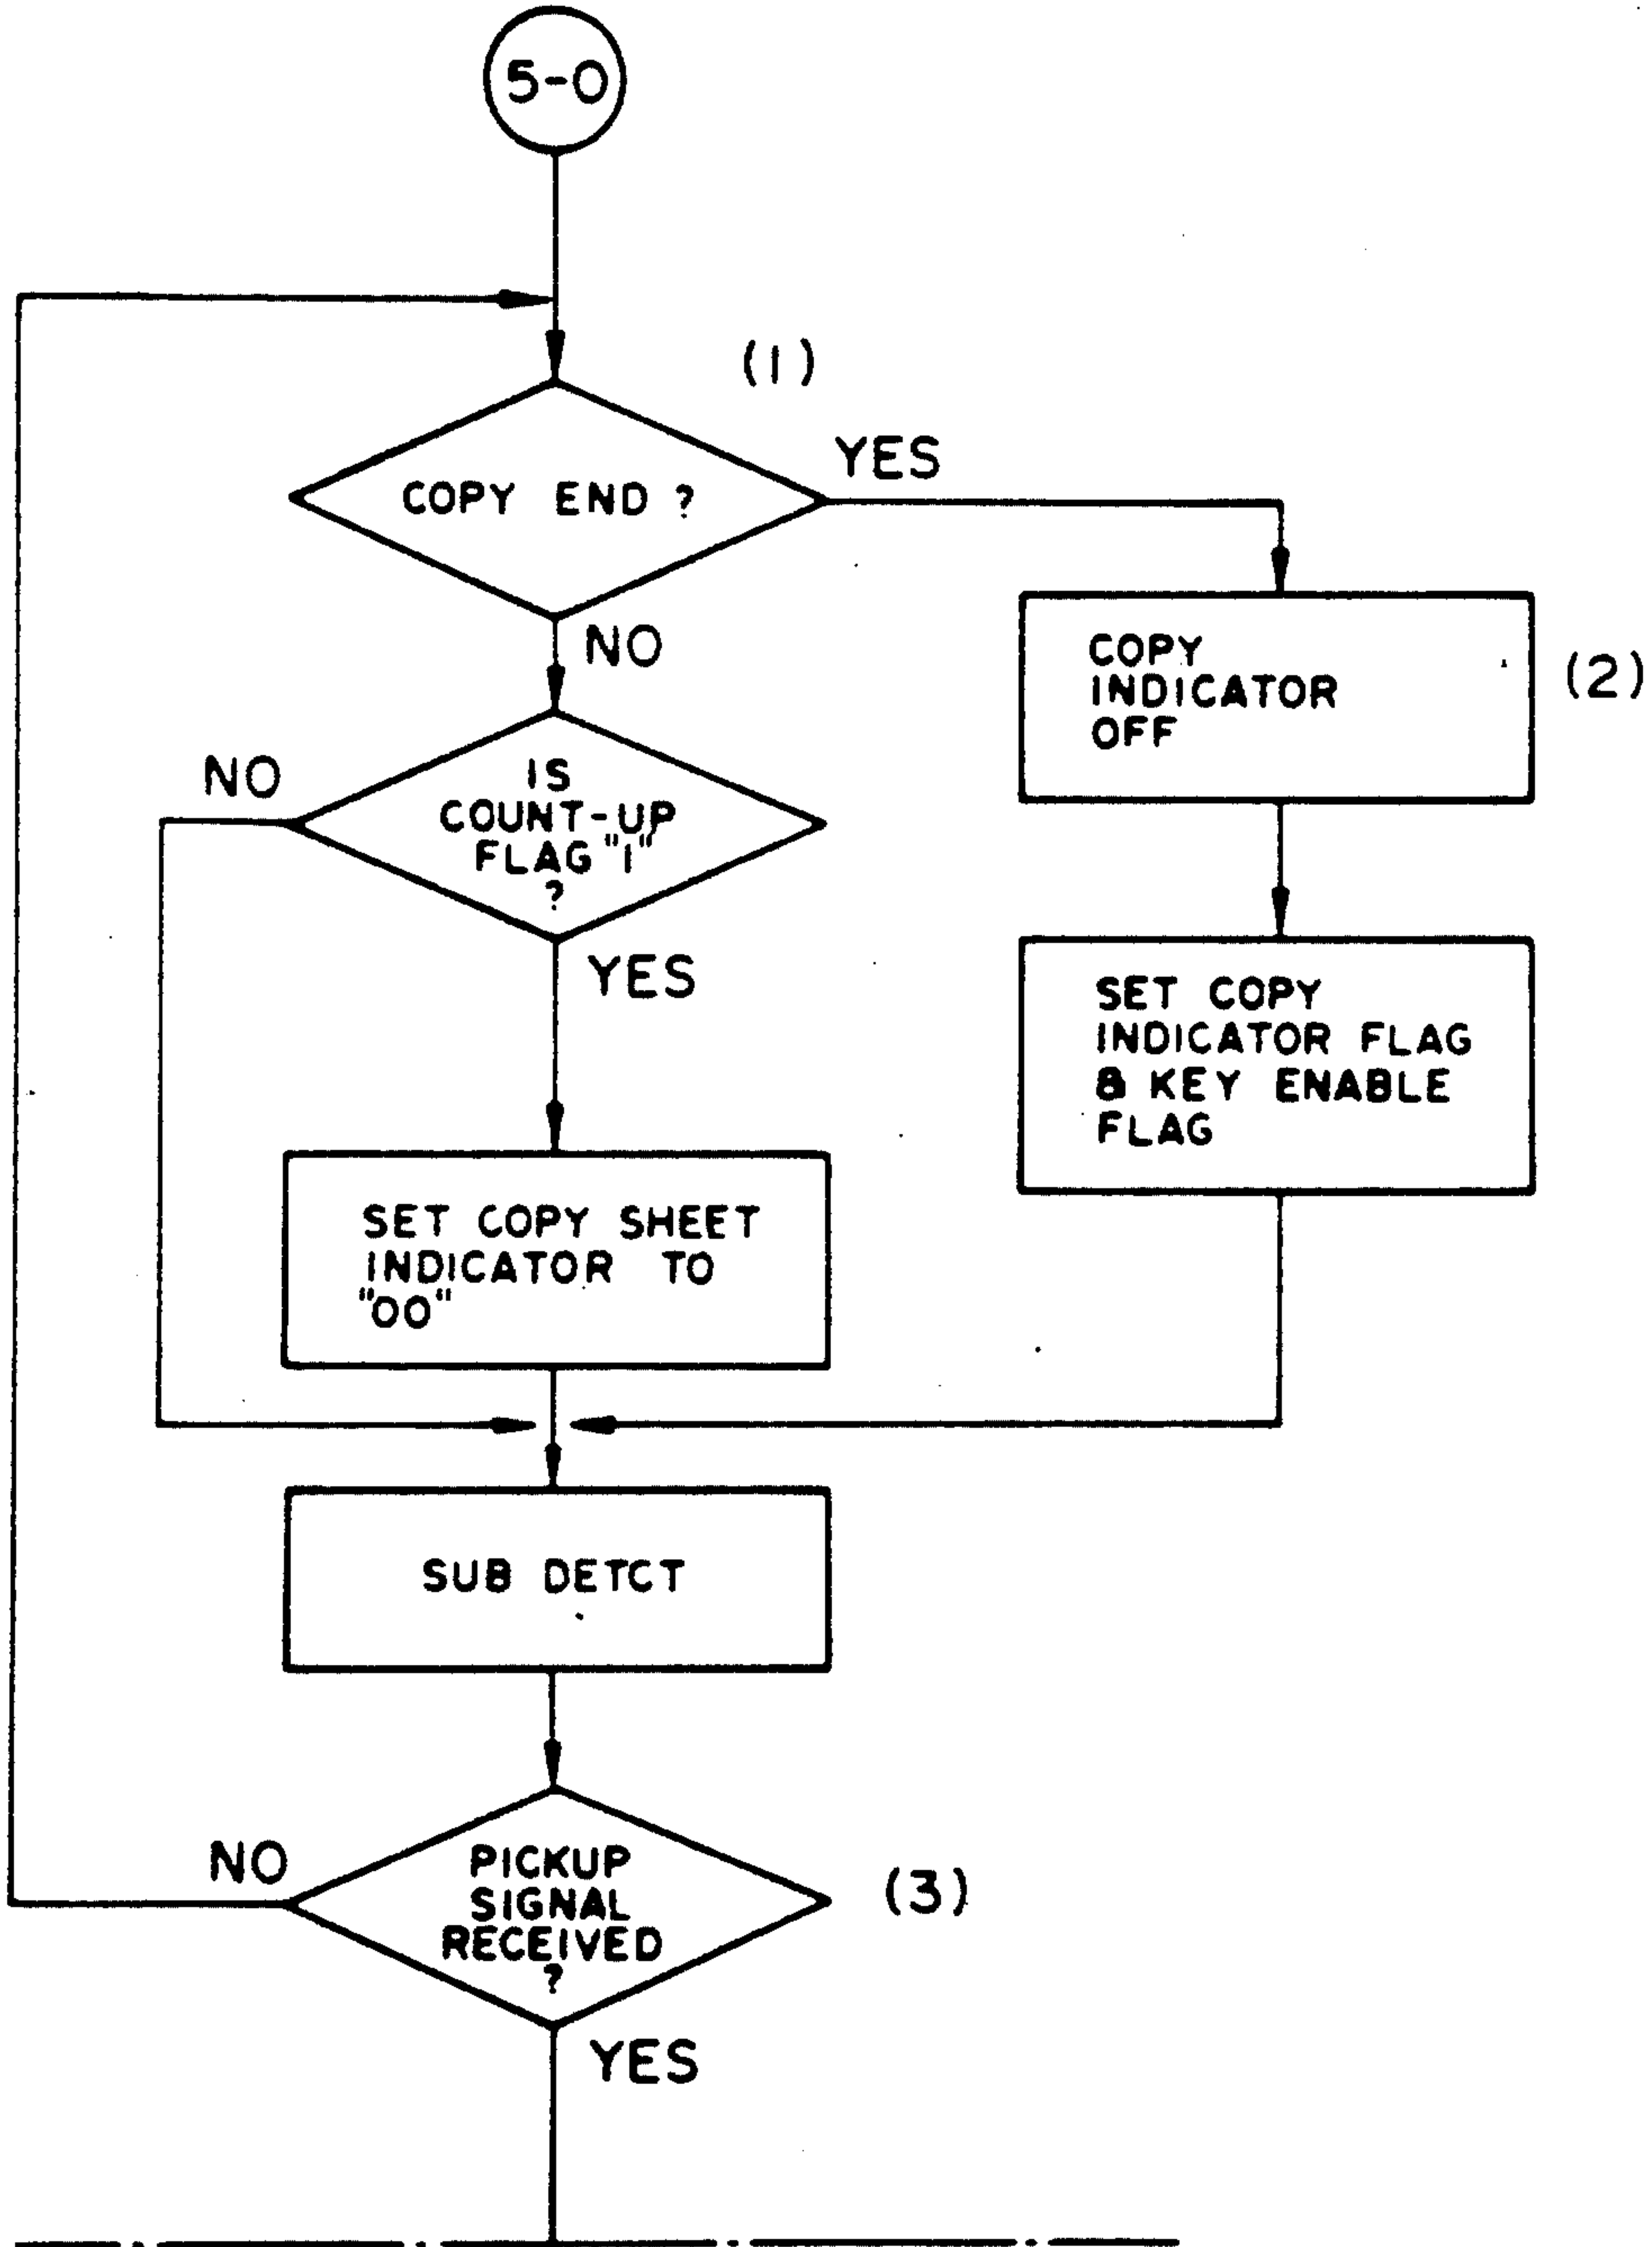 5-0
(1)
YES
COPY END ?
NO
COPY
INDICATOR
OFF
(2)
NO
IS
COUNT-UP
FLAG "1"
?
YES
SET COPY
INDICATOR FLAG
& KEY ENABLE
FLAG
SET COPY SHEET
INDICATOR TO
"00"
SUB DETCT
NO
PICKUP
SIGNAL
RECEIVED
?
(3)
YES